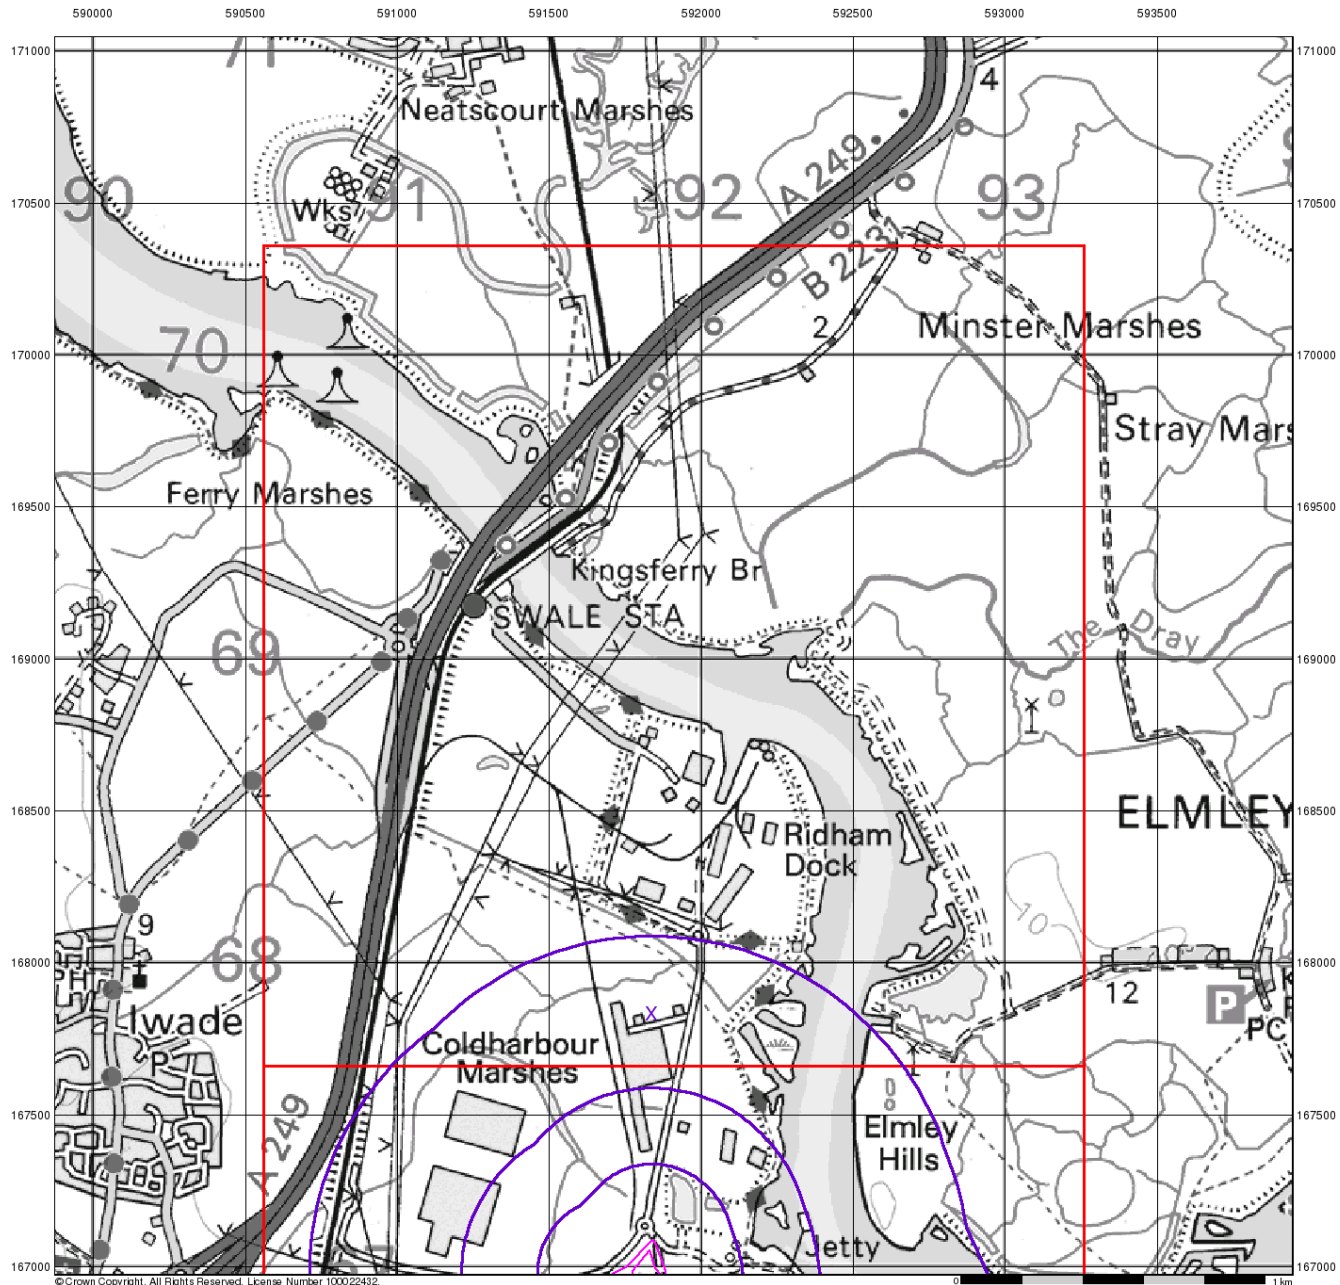 590000 590500 591000 591500 592000 592500 593000 593500
171000 171000
71
4
Neatscourt Marshes
A 249
170500 90 91 92 93 170500
Wks
B 2231
2
Minster Marshes
70
170000 170000
Stray Mars
Ferry Marshes
169500 169500
Kingsferry Br
SWALE STA
The Dray
69
169000 169000
ELMLEY
168500 168500
Ridham
Dock
10
9
68
168000 168000
PH
12
P
Iwade
PC
Coldharbour
Marshes
X
P
167500 167500
A 249
Elmley
Hills
Jetty
167000 167000
©Crown Copyright. All Rights Reserved. License Number 100022432.
0 1 km